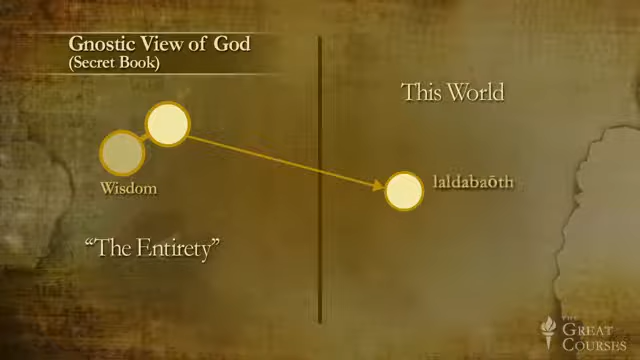 Gnostic View of God
(Secret Book)
This World
Ialdabaōth
Wisdom
“The Entirety”
THE
GREAT
COURSES